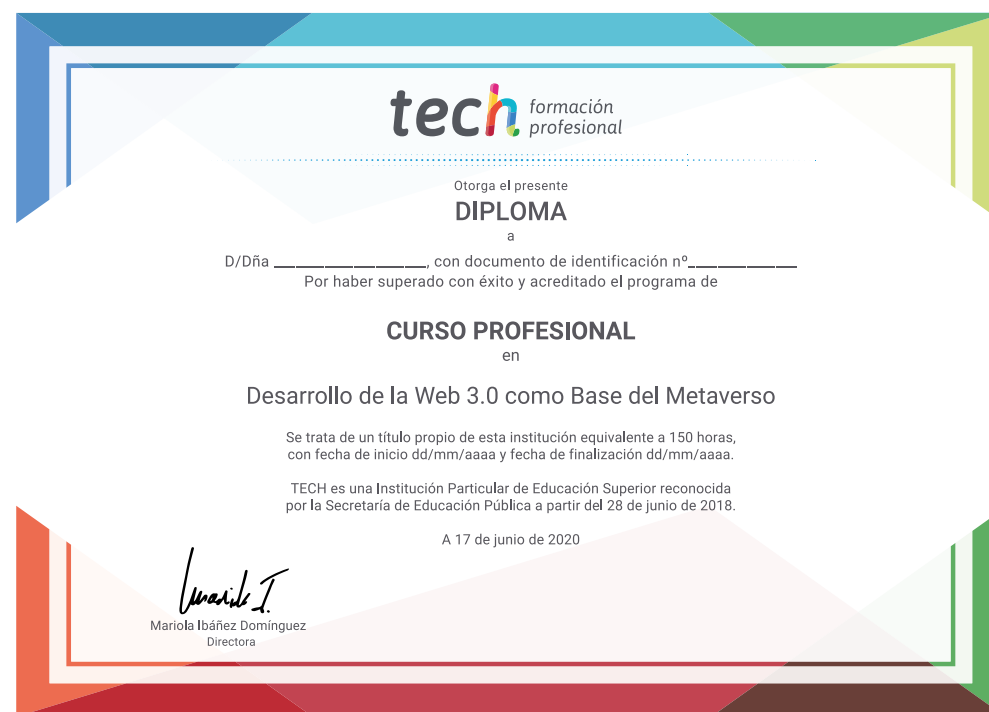 tech formación
profesional
Otorga el presente
DIPLOMA
a
D/Dña ______________, con documento de identificación nº__________
Por haber superado con éxito y acreditado el programa de
CURSO PROFESIONAL
en
Desarrollo de la Web 3.0 como Base del Metaverso
Se trata de un título propio de esta institución equivalente a 150 horas,
con fecha de inicio dd/mm/aaaa y fecha de finalización dd/mm/aaaa.
TECH es una Institución Particular de Educación Superior reconocida
por la Secretaría de Educación Pública a partir del 28 de junio de 2018.
A 17 de junio de 2020
Mariola Ibáñez Domínguez
Directora